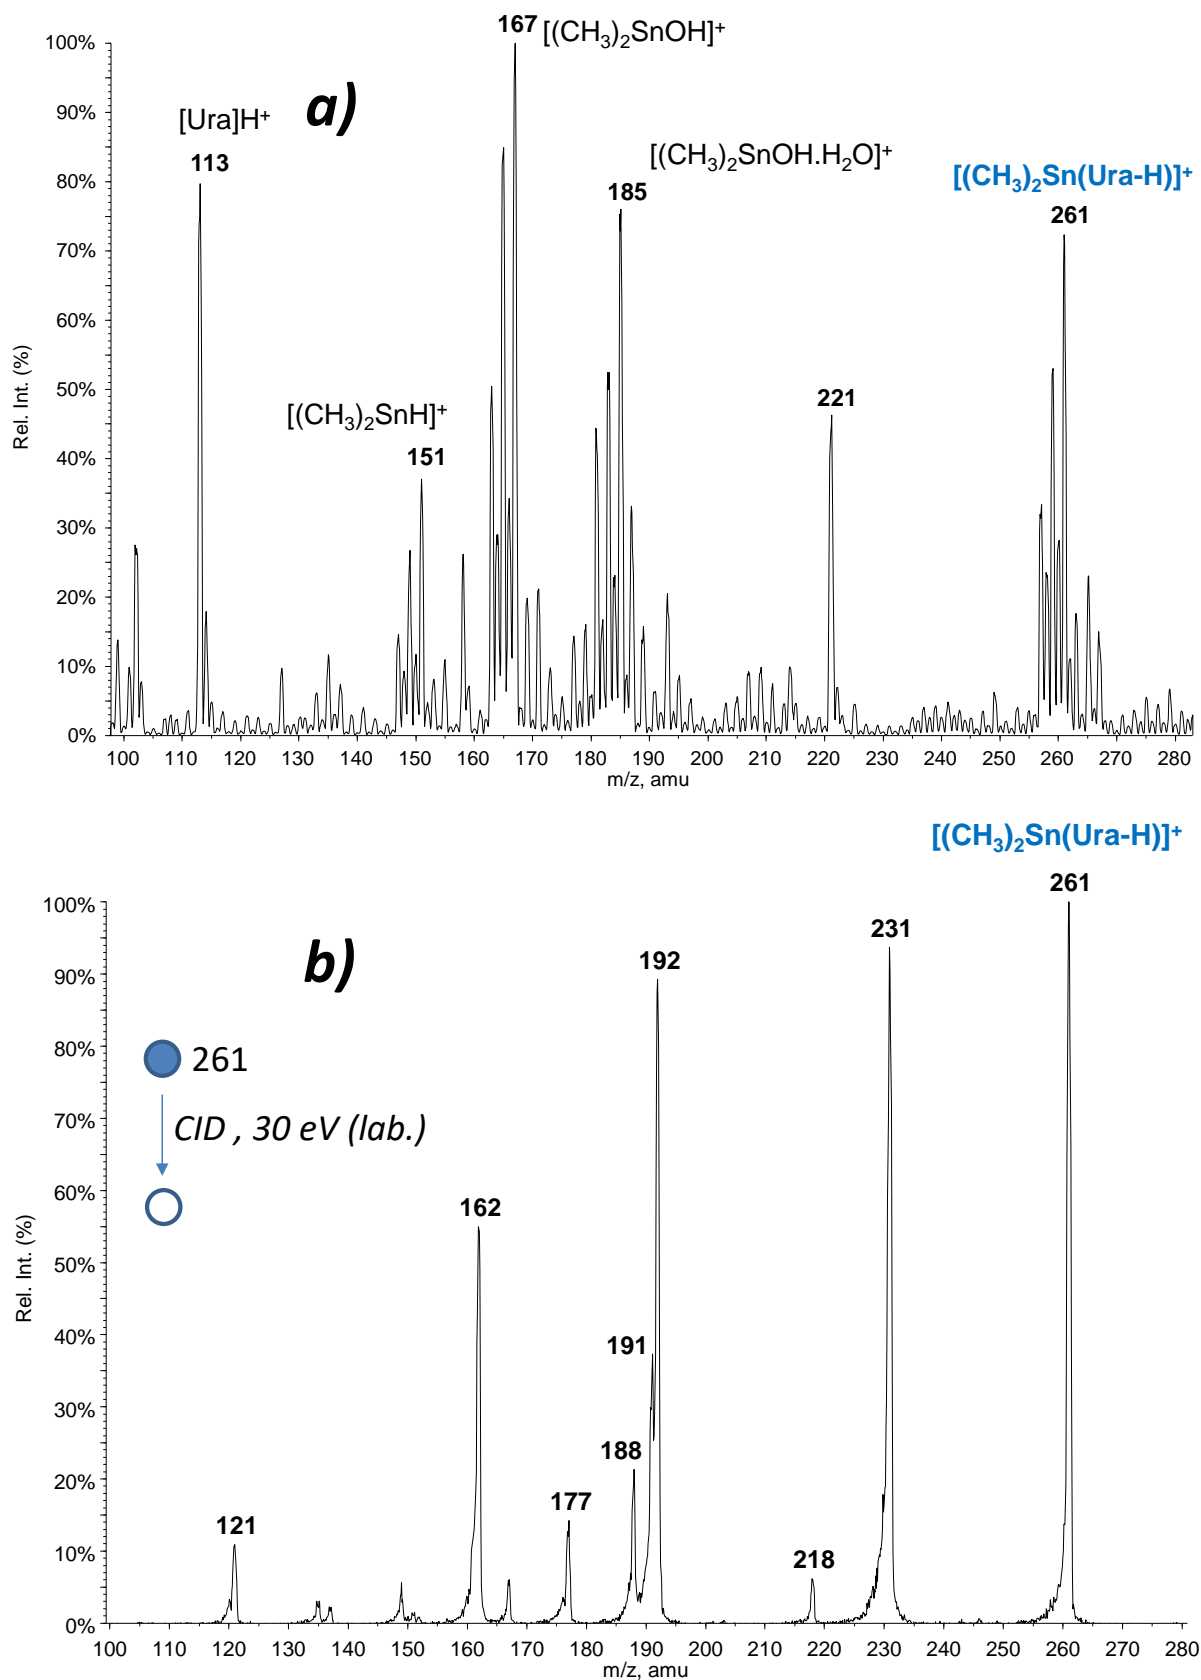 167 [(CH₃)₂SnOH]⁺
100%
90%
a)
[Ura]H⁺
113
[(CH₃)₂SnOH.H₂O]⁺
[(CH₃)₂Sn(Ura-H)]⁺
80%
185
261
70%
60%
Rel. Int. (%)
50%
[(CH₃)₂SnH]⁺
221
151
40%
30%
20%
10%
0%
100 110 120 130 140 150 160 170 180 190 200 210 220 230 240 250 260 270 280
m/z, amu
[(CH₃)₂Sn(Ura-H)]⁺
261
100%
231
b)
192
90%
261
80%
CID , 30 eV (lab.)
70%
60%
162
Rel. Int. (%)
50%
40%
191
30%
188
20%
177
121
10%
218
0%
100 110 120 130 140 150 160 170 180 190 200 210 220 230 240 250 260 270 280
m/z, amu